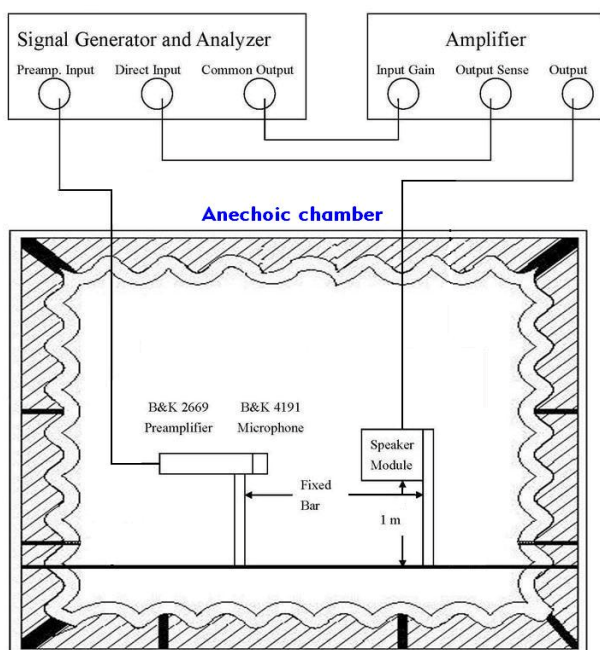 Signal Generator and Analyzer
Preamp. Input Direct Input Common Output
Amplifier
Input Gain Output Sense Output
Anechoic chamber
B&K 2669
Preamplifier
B&K 4191
Microphone
Speaker
Module
Fixed
Bar
1 m